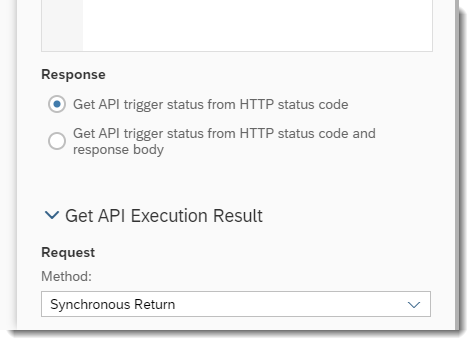 Response
Get API trigger status from HTTP status code
Get API trigger status from HTTP status code and
response body
Get API Execution Result
Request
Method:
Synchronous Return